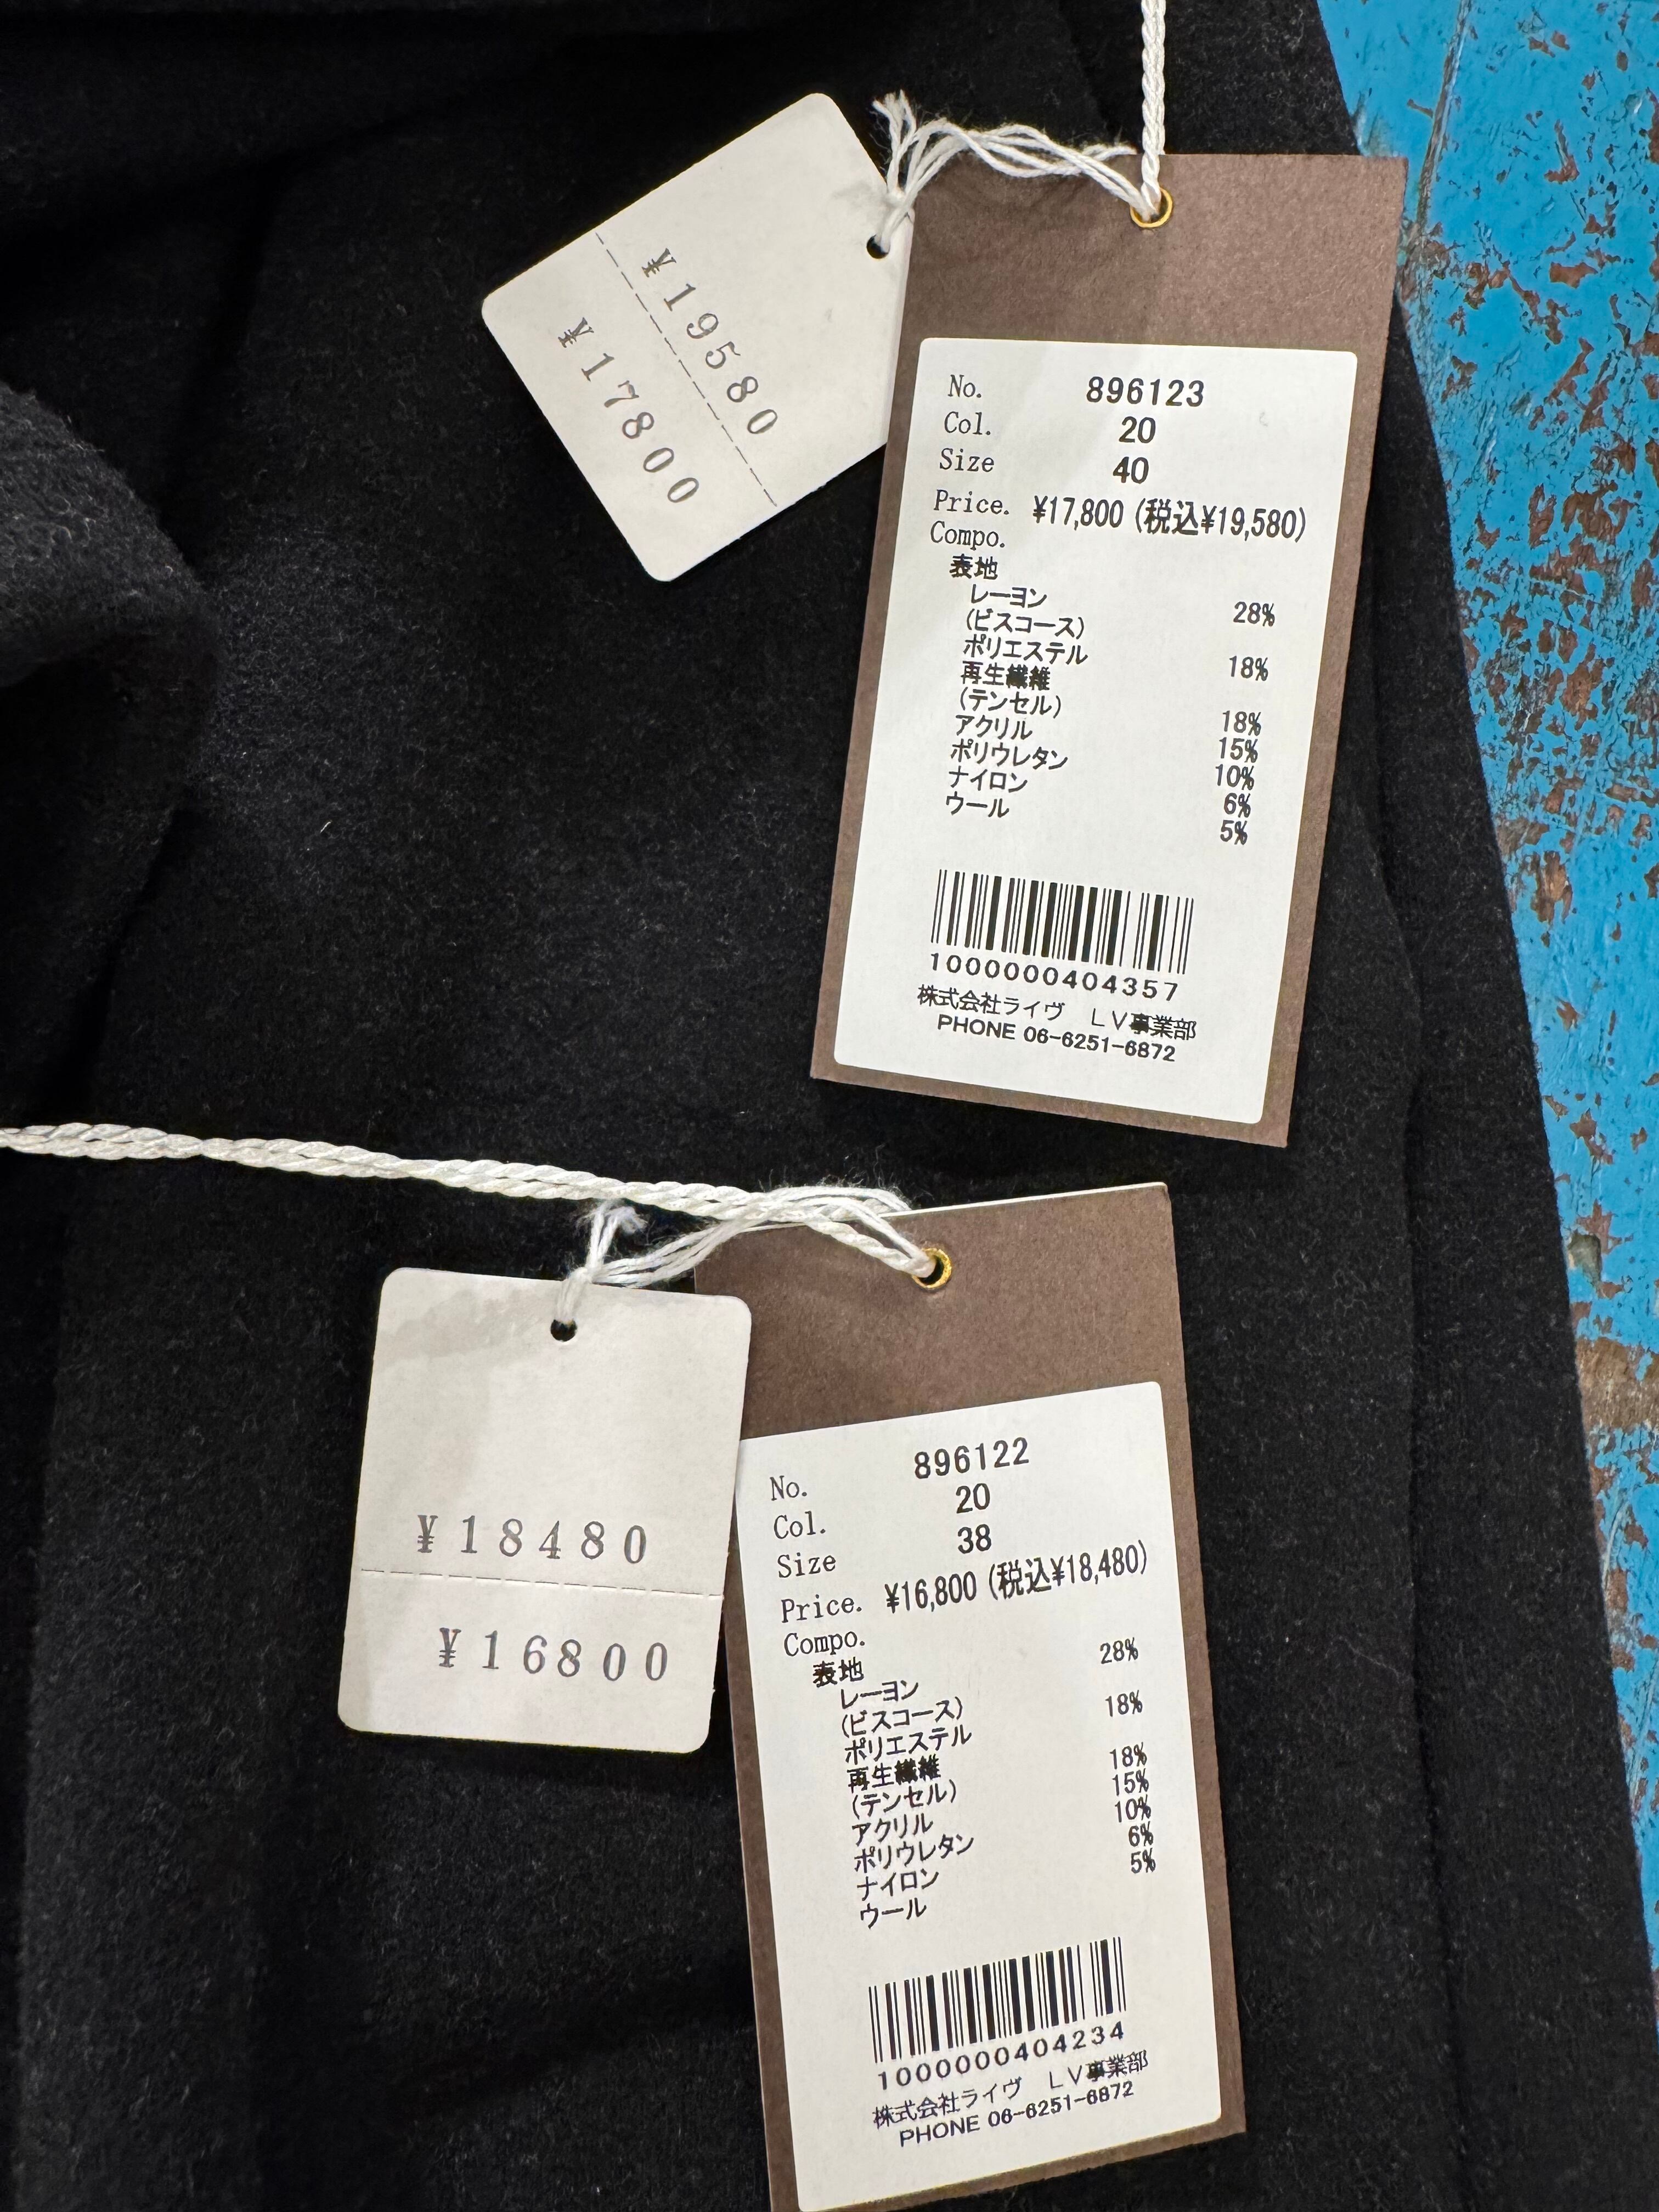 ¥19580
¥17800
No. 896123
Col. 20
Size 40
Price. ¥17,800 (税込¥19,580)
Compo.
表地
レーヨン 28%
(ビスコース)
ポリエステル 18%
再生繊維
(テンセル) 18%
アクリル 15%
ポリウレタン 10%
ナイロン 6%
ウール 5%
1000000404357
株式会社ライヴ LV事業部
PHONE 06-6251-6872
¥18480
¥16800
No. 896122
Col. 20
Size 38
Price. ¥16,800 (税込¥18,480)
Compo.
表地
レーヨン 28%
(ビスコース)
ポリエステル 18%
再生繊維
(テンセル) 18%
アクリル 15%
ポリウレタン 10%
ナイロン 6%
ウール 5%
1000000404234
株式会社ライヴ LV事業部
PHONE 06-6251-6872